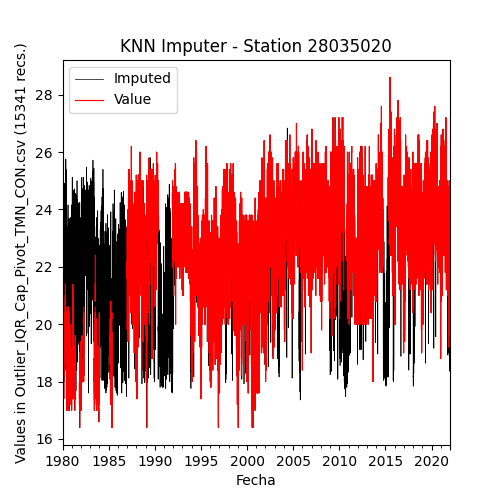 KNN Imputer - Station 28035020
Values in Outlier_IQR_Cap_Pivot_TMN_CON.csv (15341 recs.)
Imputed
Value
28
26
24
22
20
18
16
1980 1985 1990 1995 2000 2005 2010 2015 2020
Fecha